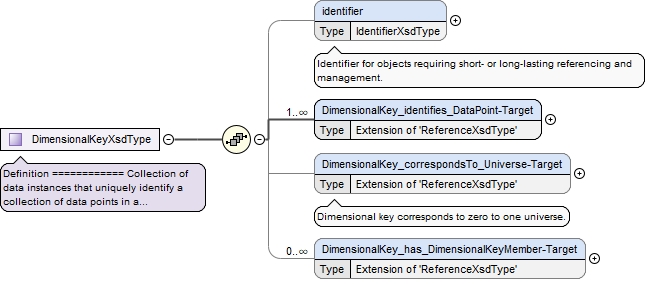 identifier
Type IdentifierXsdType
Identifier for objects requiring short- or long-lasting referencing and
management.
1..∞
DimensionalKey_identifies_DataPoint-Target
Type Extension of 'ReferenceXsdType'
DimensionalKeyXsdType
Definition ============ Collection of
data instances that uniquely identify a
collection of data points in a...
DimensionalKey_correspondsTo_Universe-Target
Type Extension of 'ReferenceXsdType'
Dimensional key corresponds to zero to one universe.
0..∞
DimensionalKey_has_DimensionalKeyMember-Target
Type Extension of 'ReferenceXsdType'